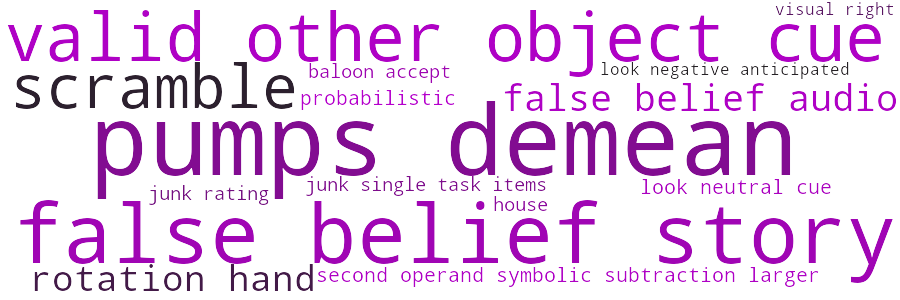 visual right
valid other object cue
scramble
baloon accept
look negative anticipated
probabilistic
false belief audio
pumps demean
junk rating
junk single task items
look neutral cue
house
false belief story
rotation hand
second operand symbolic subtraction larger